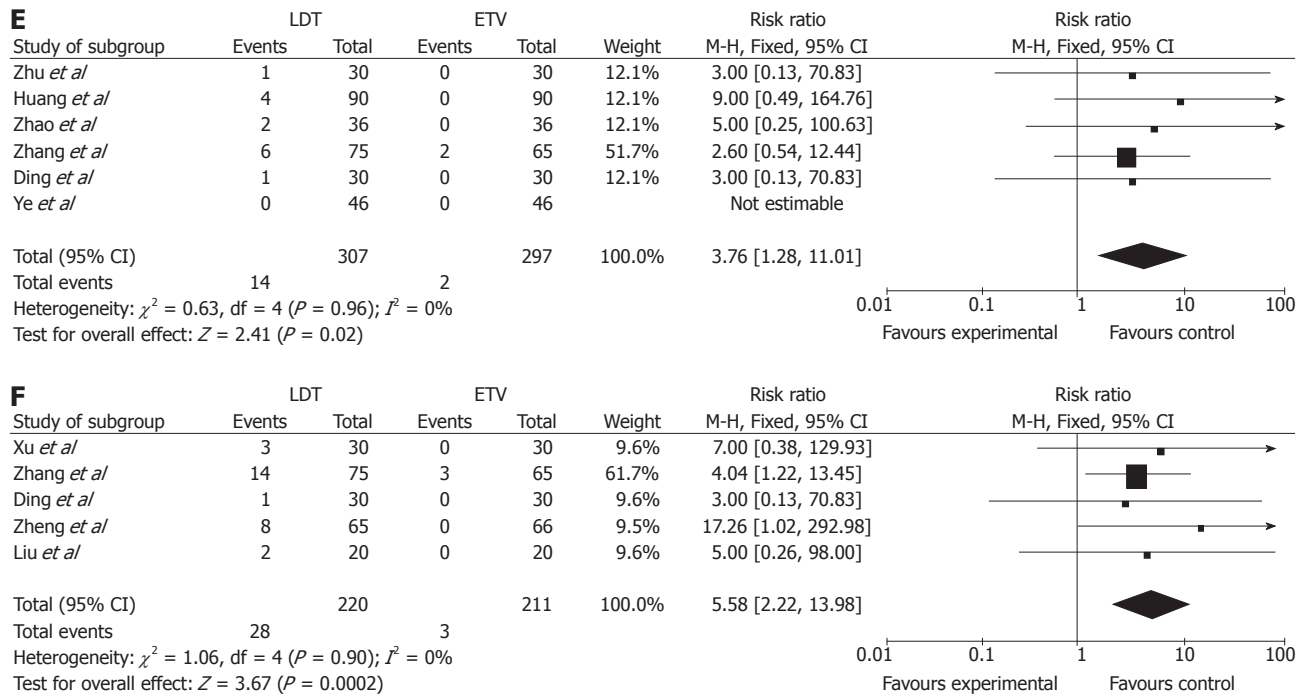 E LDT ETV Risk ratio Risk ratio
Study of subgroup Events Total Events Total Weight M-H, Fixed, 95% CI M-H, Fixed, 95% CI
Zhu et al 1 30 0 30 12.1% 3.00 [0.13, 70.83]
Huang et al 4 90 0 90 12.1% 9.00 [0.49, 164.76]
Zhao et al 2 36 0 36 12.1% 5.00 [0.25, 100.63]
Zhang et al 6 75 2 65 51.7% 2.60 [0.54, 12.44]
Ding et al 1 30 0 30 12.1% 3.00 [0.13, 70.83]
Ye et al 0 46 0 46 Not estimable
Total (95% CI) 307 297 100.0% 3.76 [1.28, 11.01]
Total events 14 2
Heterogeneity: χ² = 0.63, df = 4 (P = 0.96); I² = 0%
Test for overall effect: Z = 2.41 (P = 0.02)
0.01 0.1 1 10 100
Favours experimental Favours control
F LDT ETV Risk ratio Risk ratio
Study of subgroup Events Total Events Total Weight M-H, Fixed, 95% CI M-H, Fixed, 95% CI
Xu et al 3 30 0 30 9.6% 7.00 [0.38, 129.93]
Zhang et al 14 75 3 65 61.7% 4.04 [1.22, 13.45]
Ding et al 1 30 0 30 9.6% 3.00 [0.13, 70.83]
Zheng et al 8 65 0 66 9.5% 17.26 [1.02, 292.98]
Liu et al 2 20 0 20 9.6% 5.00 [0.26, 98.00]
Total (95% CI) 220 211 100.0% 5.58 [2.22, 13.98]
Total events 28 3
Heterogeneity: χ² = 1.06, df = 4 (P = 0.90); I² = 0%
Test for overall effect: Z = 3.67 (P = 0.0002)
0.01 0.1 1 10 100
Favours experimental Favours control